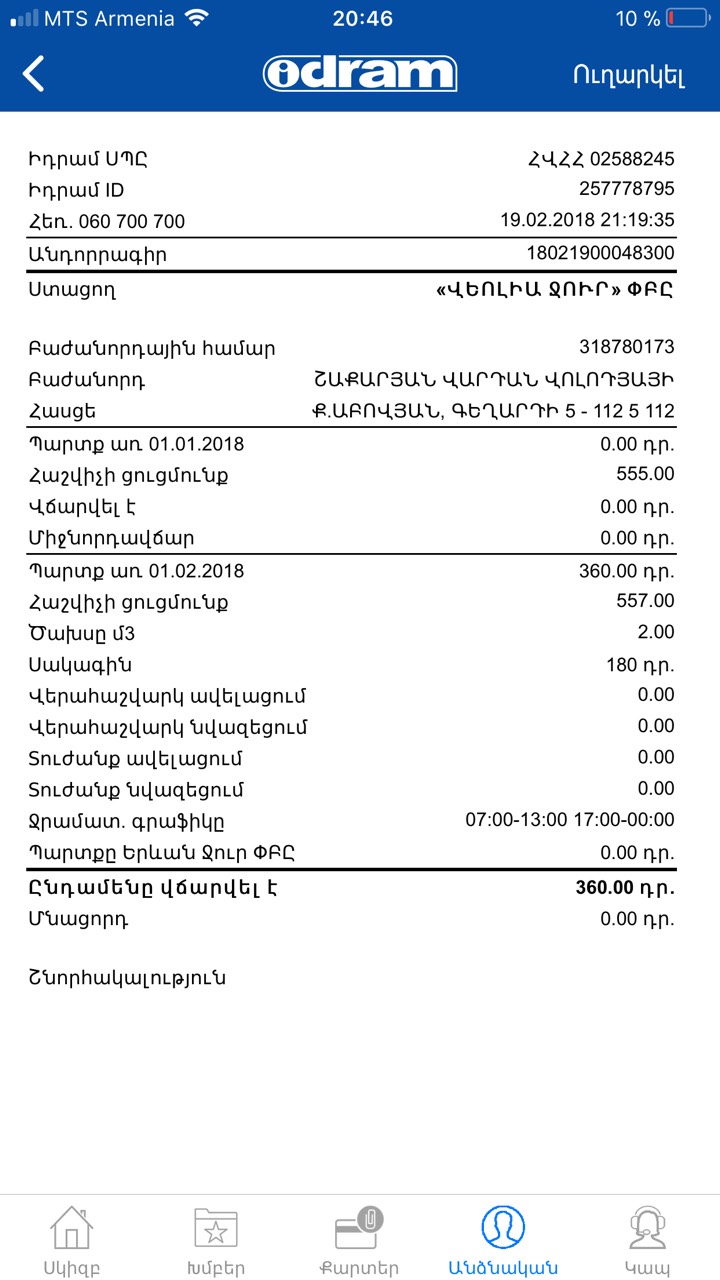 MTS Armenia 20:46 10 %
idram Ուղարկել
Իդրամ ՍՊԸ ՀՎՀՀ 02588245
Իդրամ ID 257778795
Հեռ. 060 700 700 19.02.2018 21:19:35
Անդորրագիր 18021900048300
Ստացող «ՎԵՈԼԻԱ ՋՈՒՐ» ՓԲԸ
Բաժանորդային համար 318780173
Բաժանորդ ՇԱՔԱՐՅԱՆ ՎԱՐԴԱՆ ՎՈԼՈԴՅԱՅԻ
Հասցե Ք.ԱԲՈՎՅԱՆ, ԳԵՂԱՐԴԻ 5 - 112 5 112
Պարտք առ 01.01.2018 0.00 դր.
Հաշվիչի ցուցմունք 555.00
Վճարվել է 0.00 դր.
Միջնորդավճար 0.00 դր.
Պարտք առ 01.02.2018 360.00 դր.
Հաշվիչի ցուցմունք 557.00
Ծախսը մ3 2.00
Սակագին 180 դր.
Վերահաշվարկ ավելացում 0.00
Վերահաշվարկ նվազեցում 0.00
Տուժանք ավելացում 0.00
Տուժանք նվազեցում 0.00
Ջրամատ. գրաֆիկը 07:00-13:00 17:00-00:00
Պարտքը Երևան Ջուր ՓԲԸ 0.00 դր.
Ընդամենը վճարվել է 360.00 դր.
Մնացորդ 0.00 դր.
Շնորհակալություն
Սկիզբ Խմբեր Քարտեր Անձնական Կապ